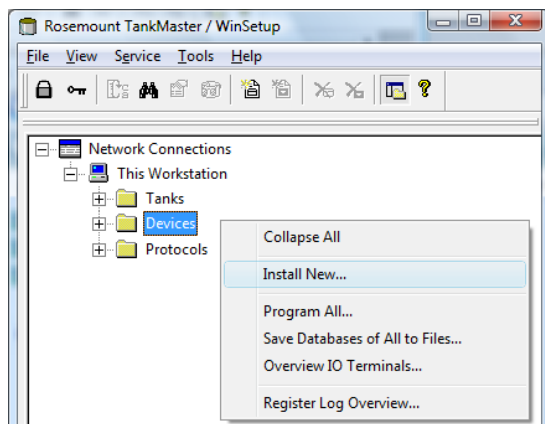 Rosemount TankMaster / WinSetup
File View Service Tools Help
Network Connections
This Workstation
Tanks
Devices
Protocols
Collapse All
Install New...
Program All...
Save Databases of All to Files...
Overview IO Terminals...
Register Log Overview...